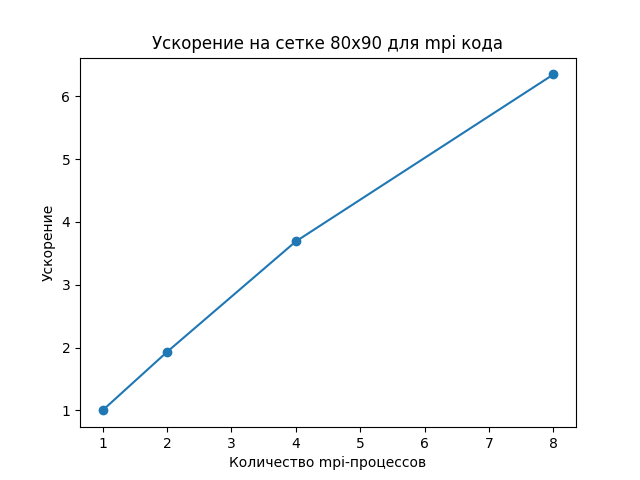 Ускорение на сетке 80x90 для mpi кода
Ускорение
6
5
4
3
2
1
1 2 3 4 5 6 7 8
Количество mpi-процессов